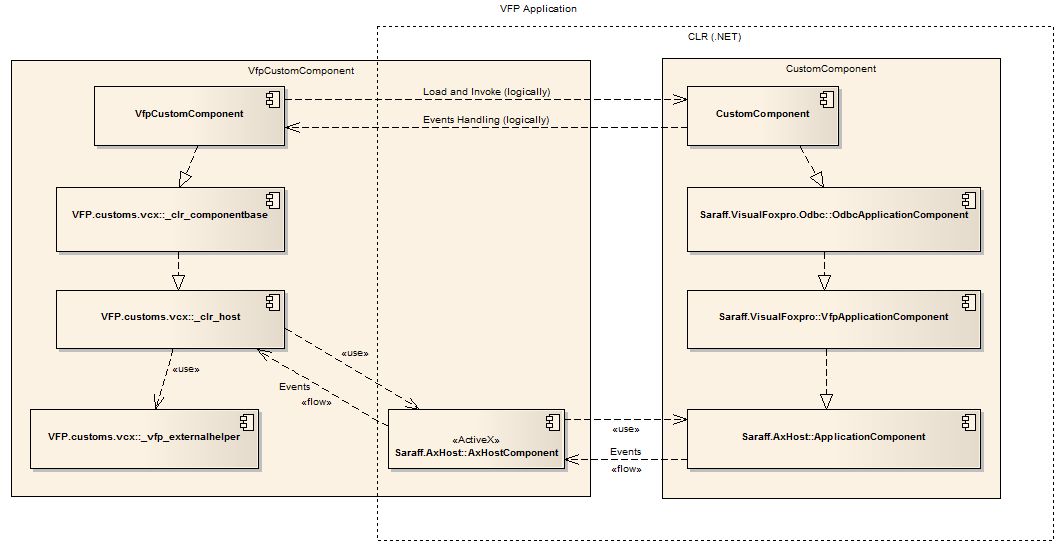 VFP Application
CLR (.NET)
VfpCustomComponent
CustomComponent
VfpCustomComponent
Load and Invoke (logically)
Events Handling (logically)
CustomComponent
VFP.customs.vcx::_clr_componentbase
Saraff.VisualFoxpro.Odbc::OdbcApplicationComponent
VFP.customs.vcx::_clr_host
Saraff.VisualFoxpro::VfpApplicationComponent
«use»
«use»
Events
«flow»
VFP.customs.vcx::_vfp_externalhelper
«ActiveX»
Saraff.AxHost::AxHostComponent
«use»
Events
«flow»
Saraff.AxHost::ApplicationComponent